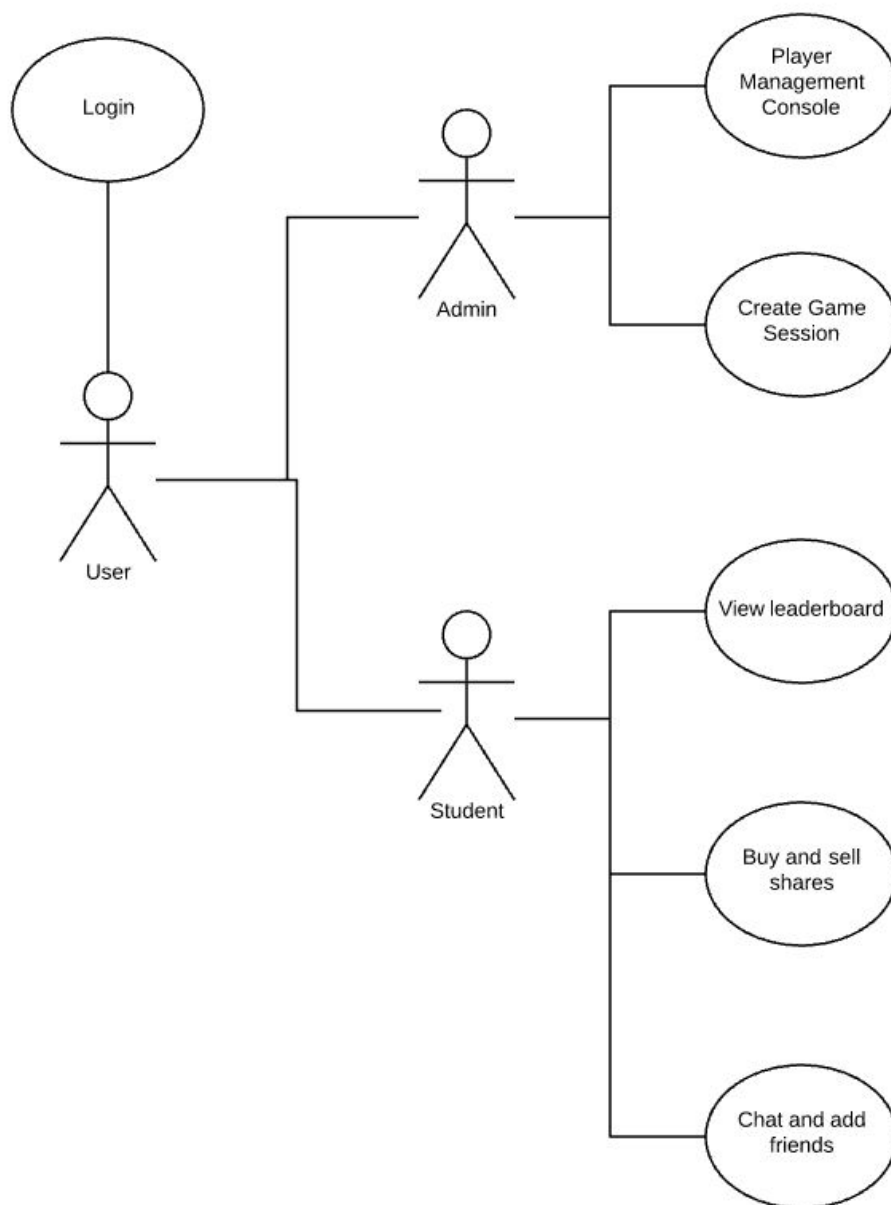 Login
Player
Management
Console
Admin
Create Game
Session
User
View leaderboard
Student
Buy and sell
shares
Chat and add
friends